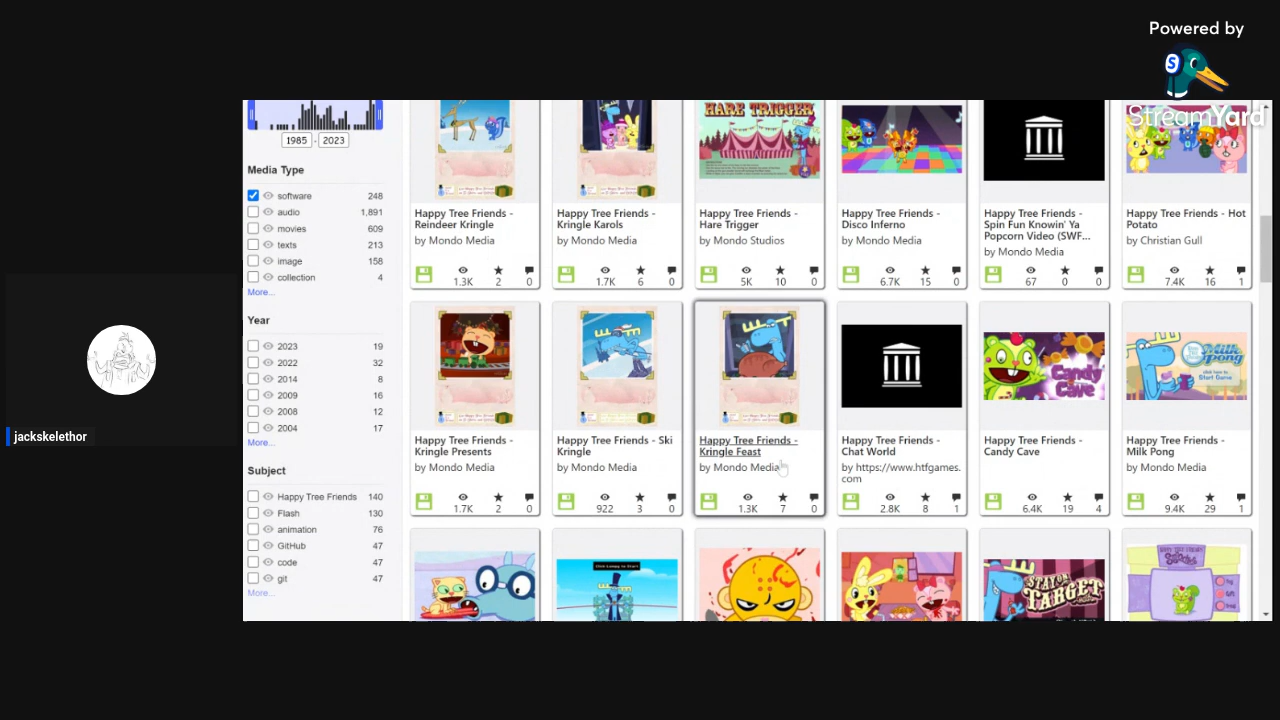 Powered by
StreamYard
jackskelethor
1985 - 2023
Media Type
software 248
audio 1,891
movies 609
texts 213
image 158
collection 4
More...
Year
2023 19
2022 32
2014 8
2009 16
2008 12
2004 17
More...
Subject
Happy Tree Friends 140
Flash 130
animation 76
GitHub 47
code 47
git 47
More...
HARE TRIGGER
Happy Tree Friends -
Reindeer Kringle
by Mondo Media
1.3K 2 0
Happy Tree Friends -
Kringle Karols
by Mondo Media
1.7K 6 0
Happy Tree Friends -
Hare Trigger
by Mondo Studios
5K 10 0
Happy Tree Friends -
Disco Inferno
by Mondo Media
6.7K 15 0
Happy Tree Friends -
Spin Fun Knowin' Ya
Popcorn Video (SWF...
by Mondo Media
67 0 0
Happy Tree Friends - Hot
Potato
by Christian Gull
7.4K 16 1
Happy Tree Friends -
Kringle Presents
by Mondo Media
1.7K 2 0
Happy Tree Friends - Ski
Kringle
by Mondo Media
922 3 0
Happy Tree Friends -
Kringle Feast
by Mondo Media
1.3K 7 0
Happy Tree Friends -
Chat World
by https://www.htfgames.
com
2.8K 8 1
Candy
Cave
Happy Tree Friends -
Candy Cave
6.4K 19 4
Milk
Pong
click here to
Start Game
Happy Tree Friends -
Milk Pong
by Mondo Media
9.4K 29 1
Click Lumpy to Start
STAY ON
TARGET